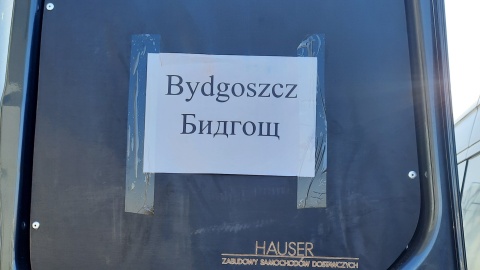 Bydgoszcz
Бидгощ
HAUSER
ZABUDOWY SAMOCHODÓW DOSTAWCZYCH